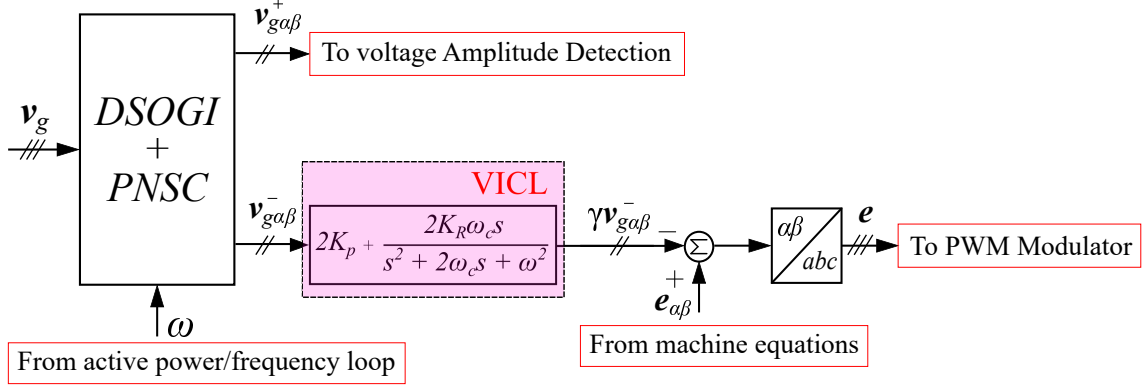 v⁺gαβ
To voltage Amplitude Detection
vg
DSOGI
+
PNSC
VICL
v⁻gαβ
2Kp + 2KRωcs / s² + 2ωcs + ω²
γv⁻gαβ
−
Σ
+
eαβ
αβ
abc
e
To PWM Modulator
ω
From active power/frequency loop
From machine equations